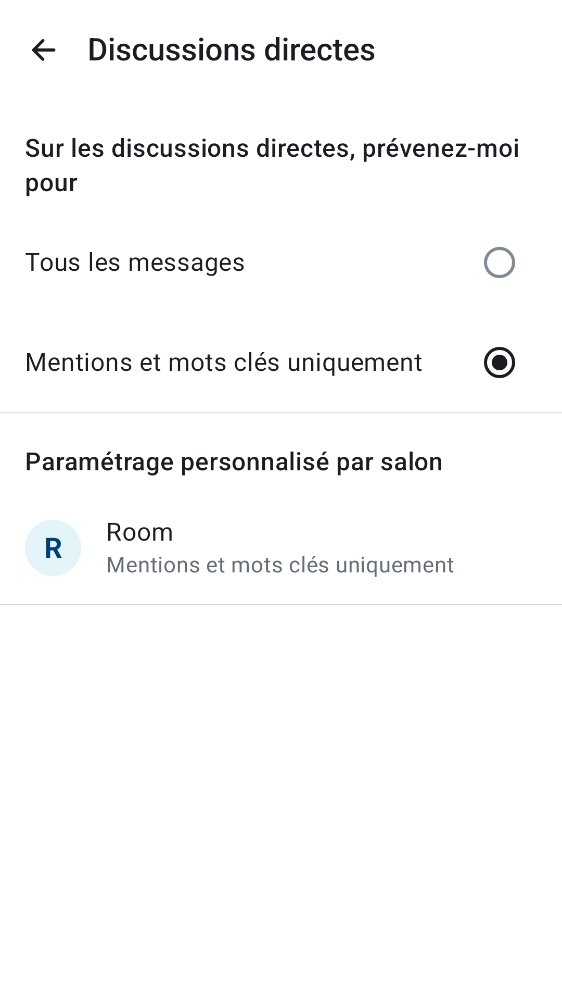 Discussions directes
Sur les discussions directes, prévenez-moi
pour
Tous les messages
Mentions et mots clés uniquement
Paramétrage personnalisé par salon
R
Room
Mentions et mots clés uniquement